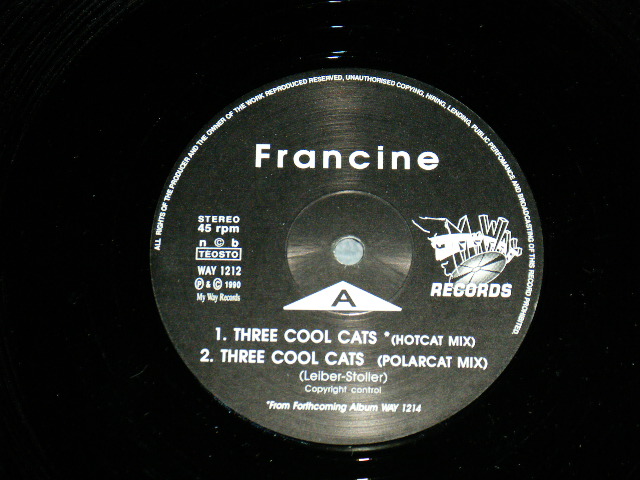 ALL RIGHTS OF THE PRODUCER AND THE OWNER OF THE WORK REPRODUCED RESERVED, UNAUTHORISED COPYING, HIRING, LENDING, PUBLIC PERFOMANCE AND BROADCASTING OF THIS RECORD PROHIBITED.
Francine
STEREO
45 rpm
n © b
TEOSTO
WAY 1212
℗ & © 1990
My Way Records
MY WAY
RECORDS
A
1. THREE COOL CATS *(HOTCAT MIX)
2. THREE COOL CATS (POLARCAT MIX)
(Leiber-Stoller)
Copyright control
*From Forthcoming Album WAY 1214